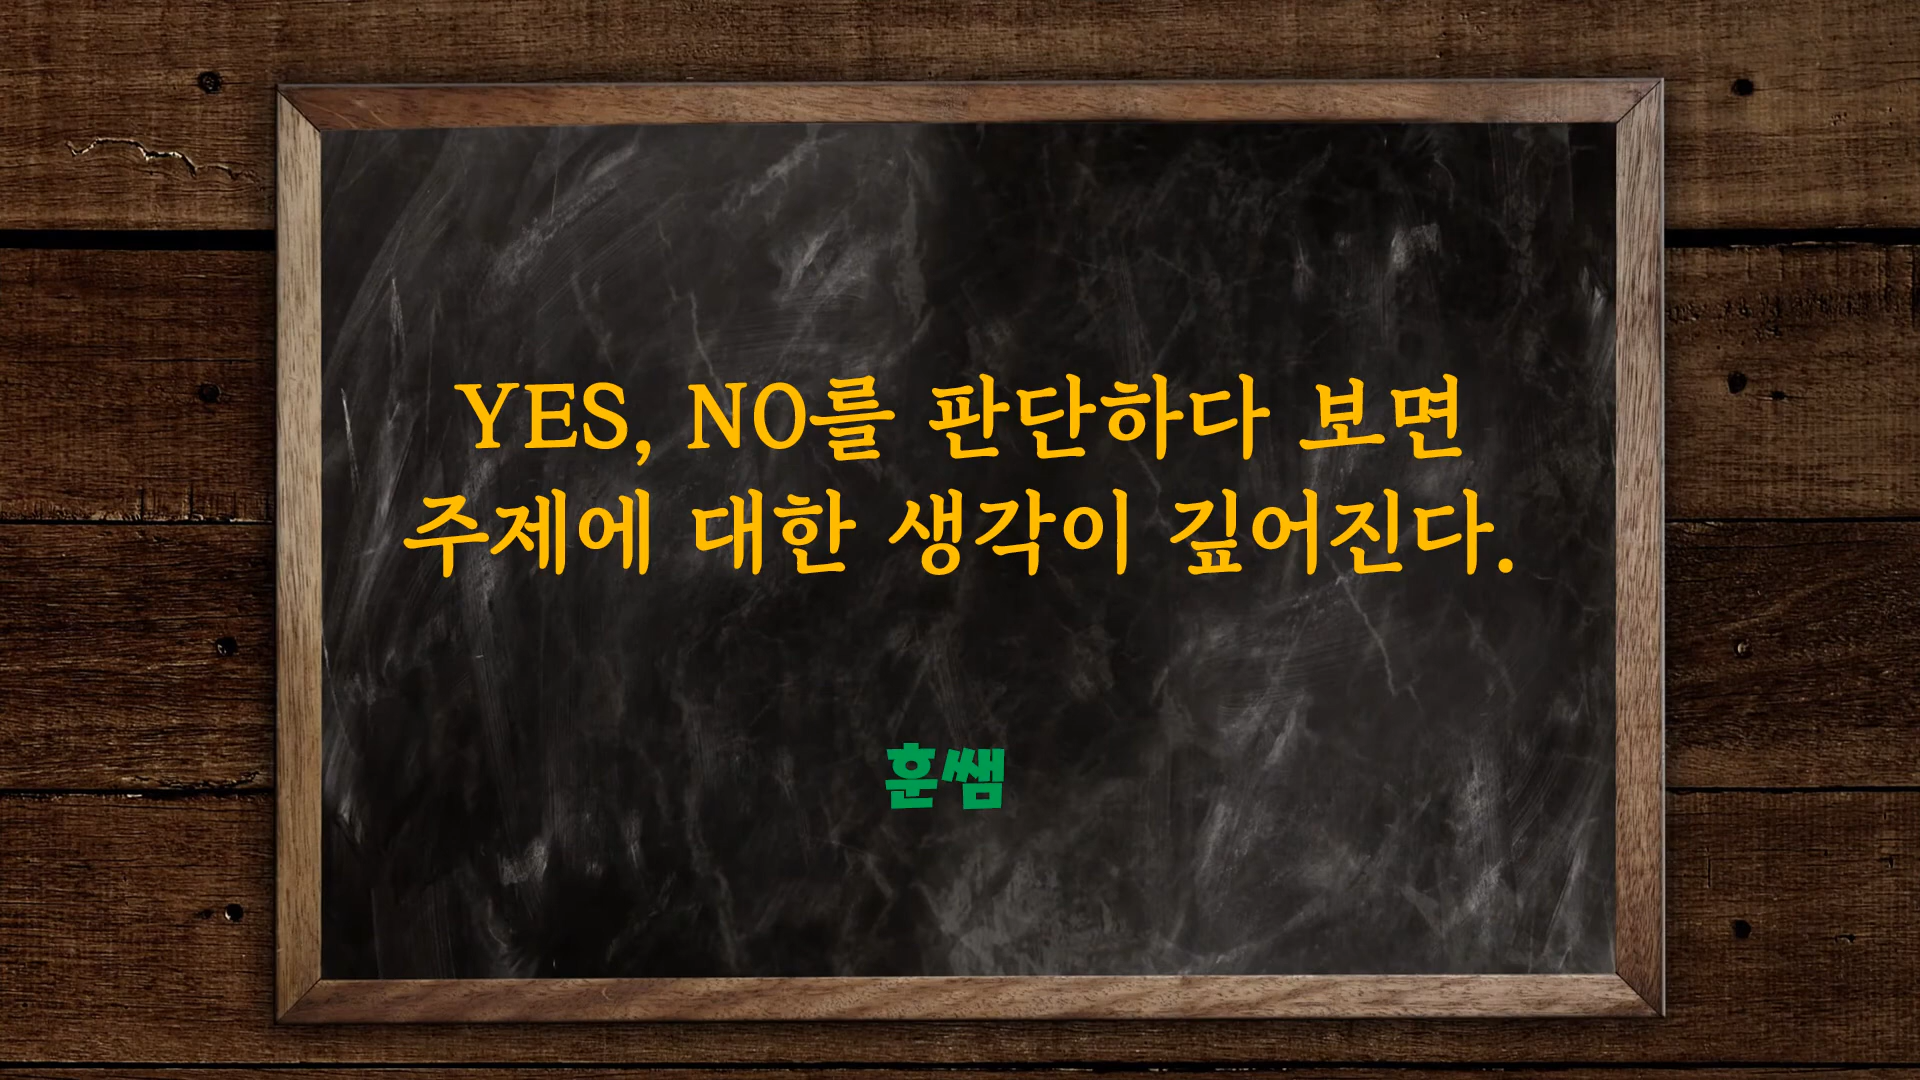 YES, NO를 판단하다 보면
주제에 대한 생각이 깊어진다.
훈쌤